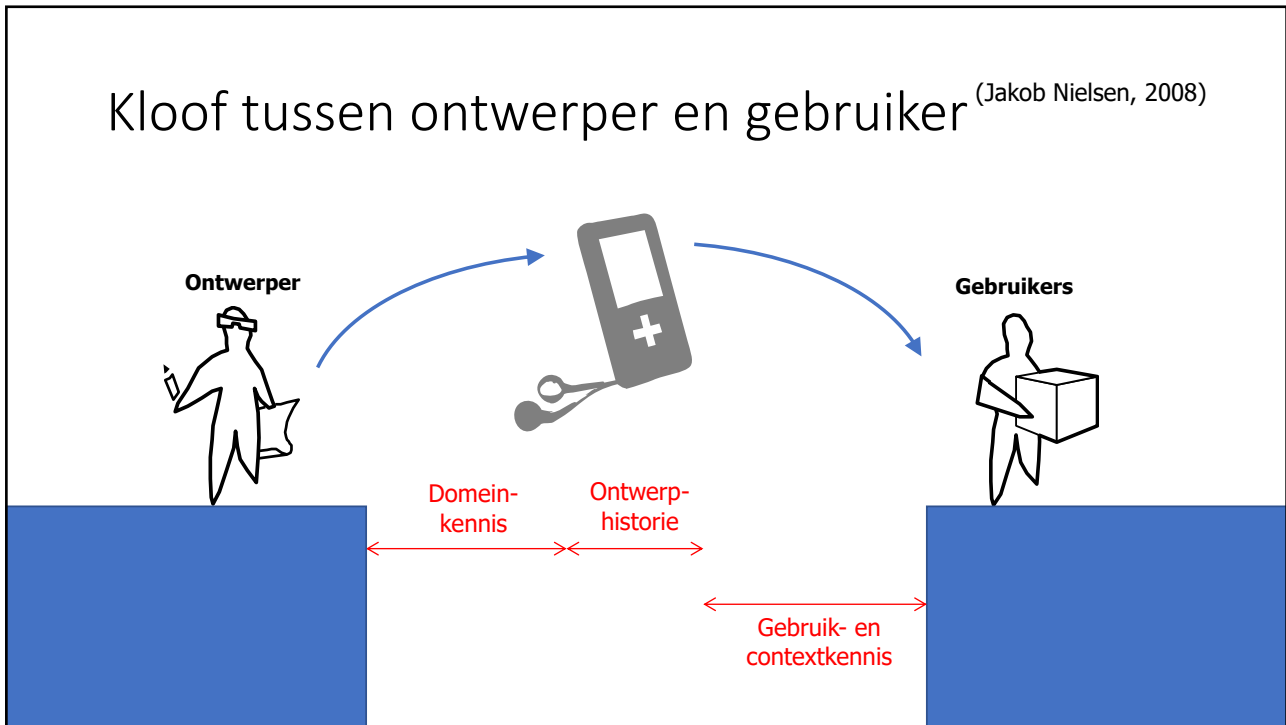 Kloof tussen ontwerper en gebruiker (Jakob Nielsen, 2008)
Ontwerper
Gebruikers
Domein-
kennis
Ontwerp-
historie
Gebruik- en
contextkennis